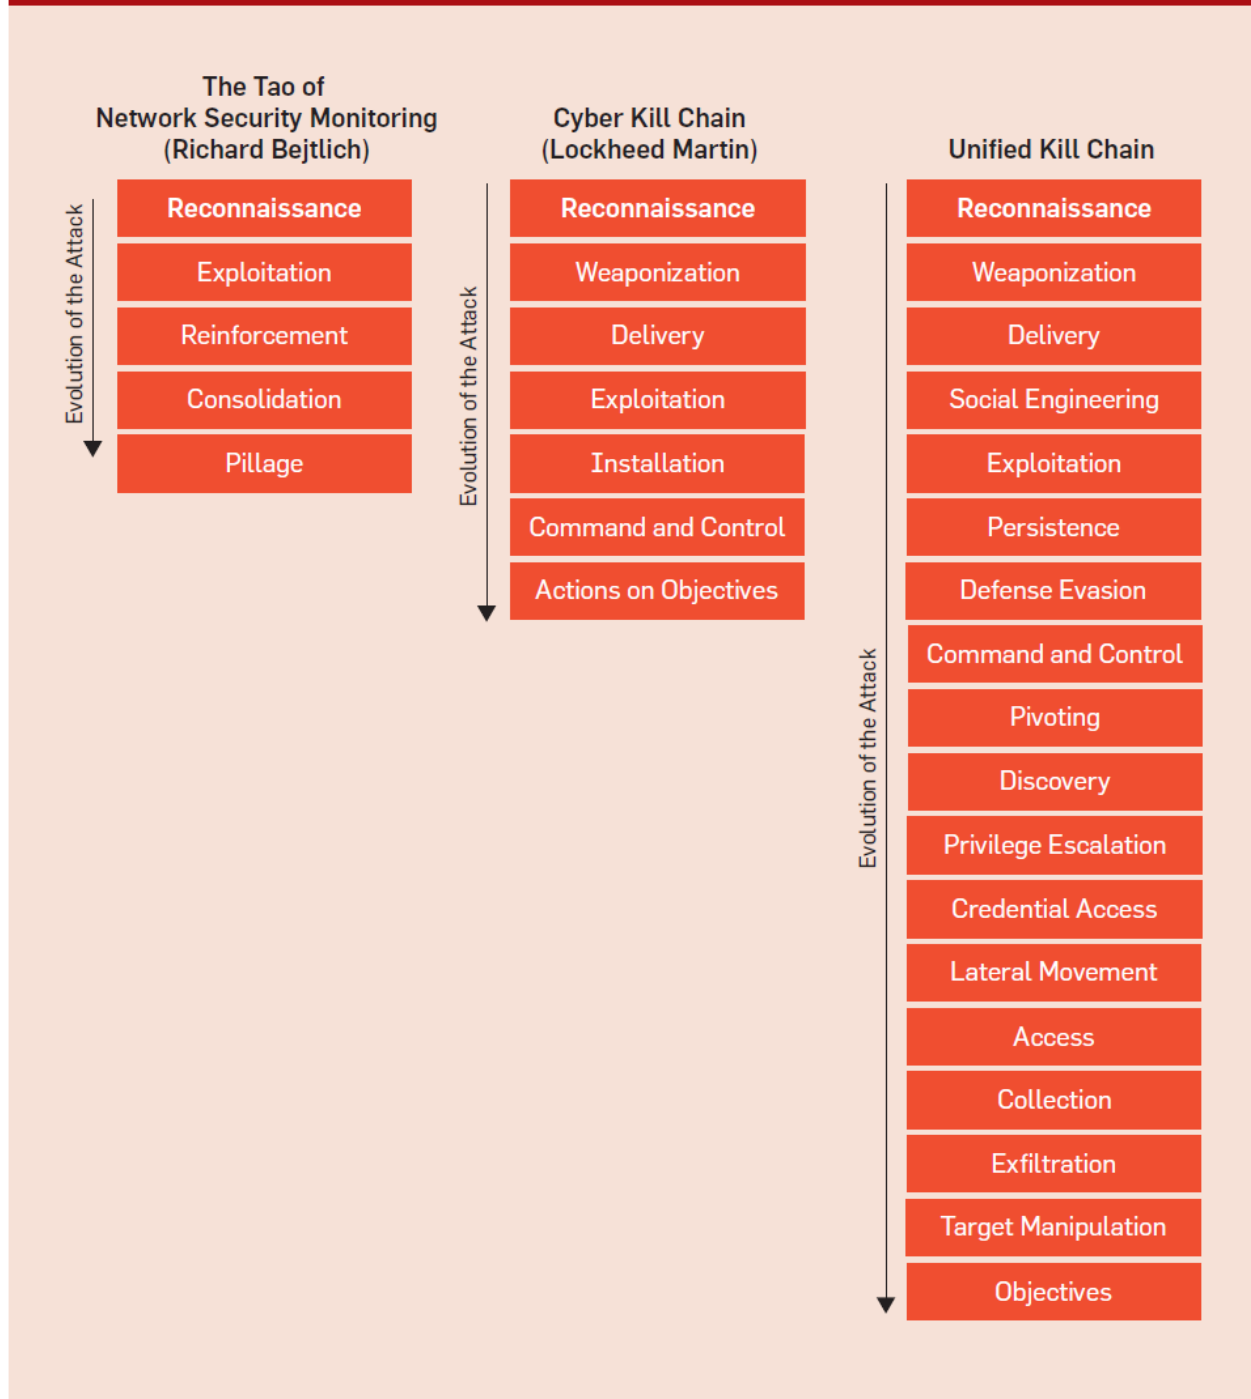 The Tao of
Network Security Monitoring
(Richard Bejtlich)
Evolution of the Attack
Reconnaissance
Exploitation
Reinforcement
Consolidation
Pillage
Cyber Kill Chain
(Lockheed Martin)
Evolution of the Attack
Reconnaissance
Weaponization
Delivery
Exploitation
Installation
Command and Control
Actions on Objectives
Unified Kill Chain
Evolution of the Attack
Reconnaissance
Weaponization
Delivery
Social Engineering
Exploitation
Persistence
Defense Evasion
Command and Control
Pivoting
Discovery
Privilege Escalation
Credential Access
Lateral Movement
Access
Collection
Exfiltration
Target Manipulation
Objectives